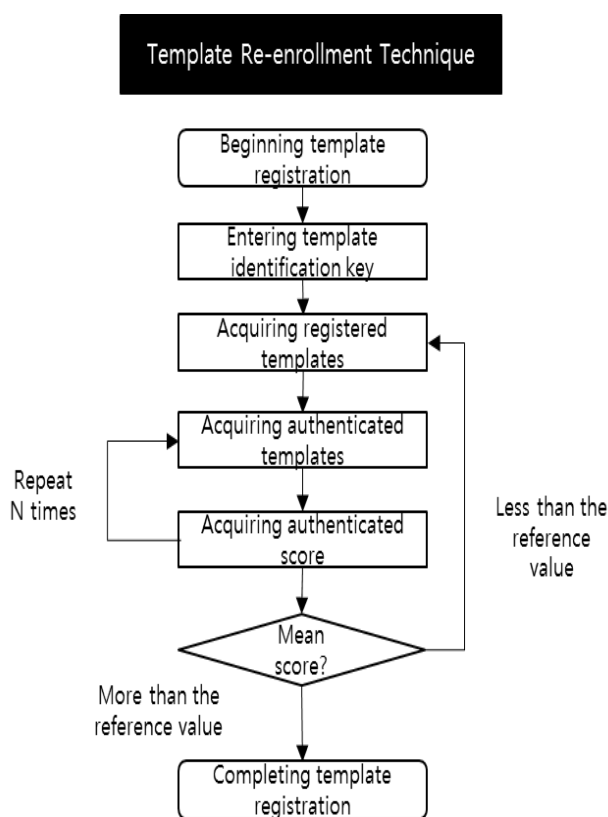 Template Re-enrollment Technique
Beginning template
registration
Entering template
identification key
Acquiring registered
templates
Acquiring authenticated
templates
Repeat
N times
Acquiring authenticated
score
Less than the
reference
value
Mean
score?
More than the
reference value
Completing template
registration